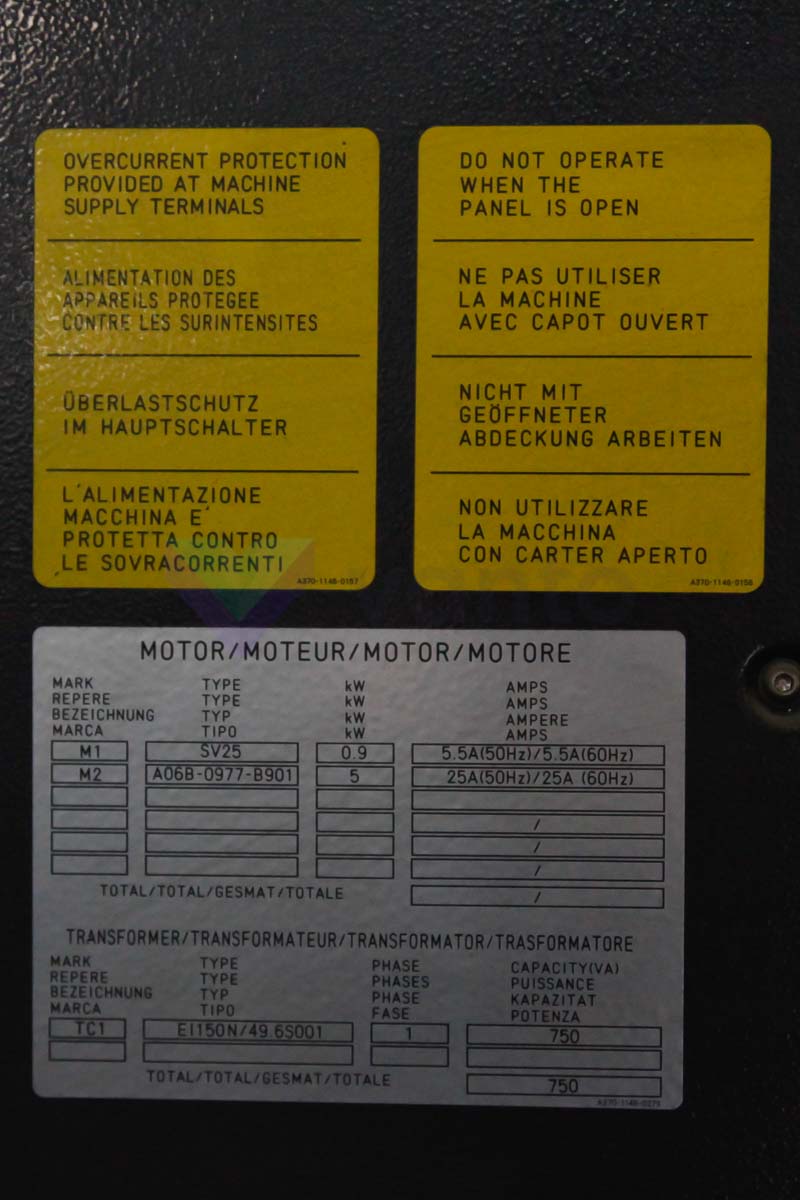 OVERCURRENT PROTECTION
PROVIDED AT MACHINE
SUPPLY TERMINALS
ALIMENTATION DES
APPAREILS PROTEGEE
CONTRE LES SURINTENSITES
ÜBERLASTSCHUTZ
IM HAUPTSCHALTER
L'ALIMENTAZIONE
MACCHINA E'
PROTETTA CONTRO
LE SOVRACORRENTI
A370-1146-0157
DO NOT OPERATE
WHEN THE
PANEL IS OPEN
NE PAS UTILISER
LA MACHINE
AVEC CAPOT OUVERT
NICHT MIT
GEÖFFNETER
ABDECKUNG ARBEITEN
NON UTILIZZARE
LA MACCHINA
CON CARTER APERTO
A370-1146-0156
MOTOR/MOTEUR/MOTOR/MOTORE
MARK TYPE kW AMPS
REPERE TYPE kW AMPS
BEZEICHNUNG TYP kW AMPERE
MARCA TIPO kW AMPS
M1 SV25 0.9 5.5A(50Hz)/5.5A(60Hz)
M2 A06B-0977-B901 5 25A(50Hz)/25A (60Hz)
/
/
/
TOTAL/TOTAL/GESMAT/TOTALE /
TRANSFORMER/TRANSFORMATEUR/TRANSFORMATOR/TRASFORMATORE
MARK TYPE PHASE CAPACITY(VA)
REPERE TYPE PHASES PUISSANCE
BEZEICHNUNG TYP PHASE KAPAZITAT
MARCA TIPO FASE POTENZA
TC1 EI150N/49.6S001 1 750
TOTAL/TOTAL/GESMAT/TOTALE 750